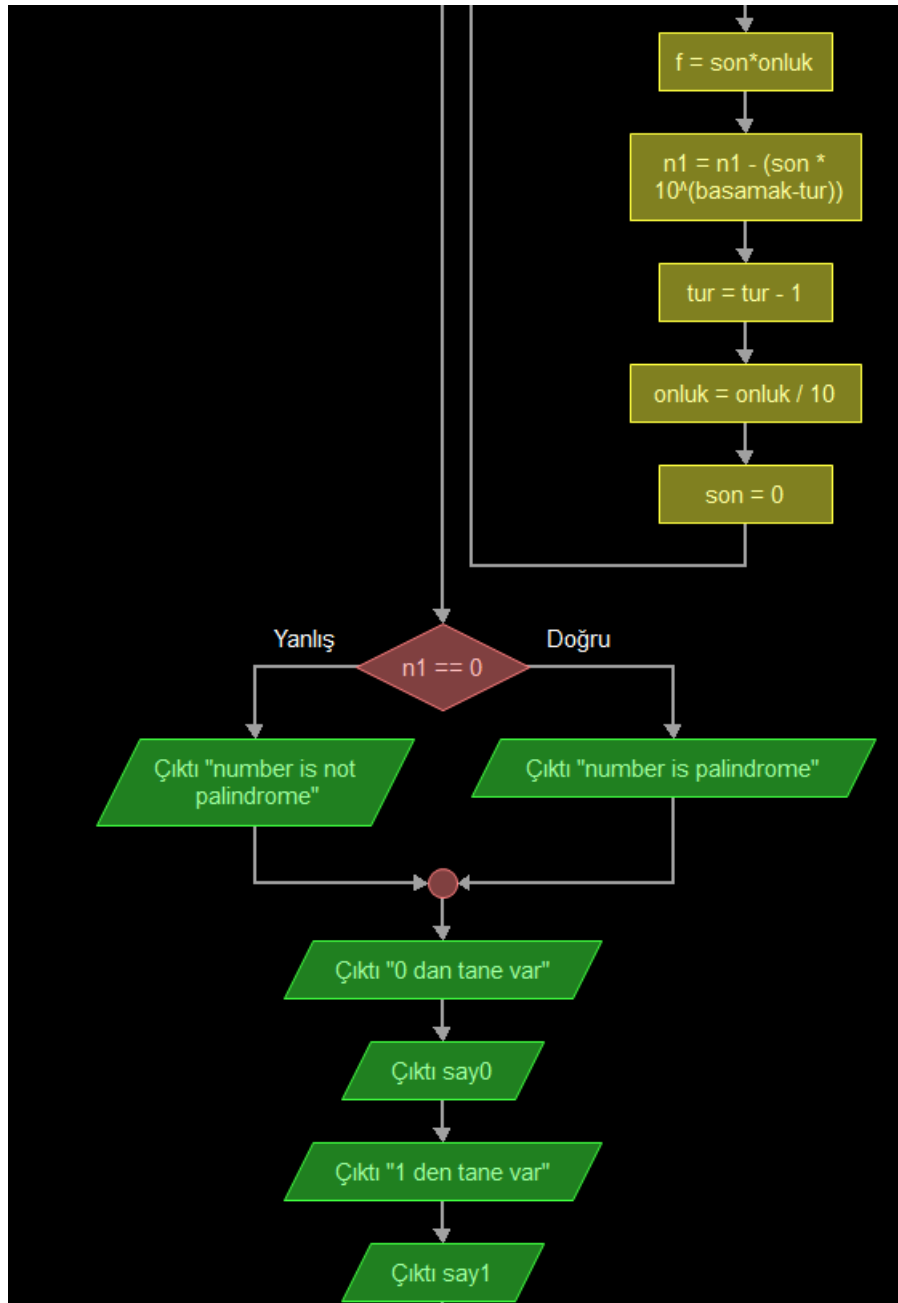 f = son*onluk
n1 = n1 - (son *
10^(basamak-tur))
tur = tur - 1
onluk = onluk / 10
son = 0
Yanlış
Doğru
n1 == 0
Çıktı "number is not
palindrome"
Çıktı "number is palindrome"
Çıktı "0 dan tane var"
Çıktı say0
Çıktı "1 den tane var"
Çıktı say1